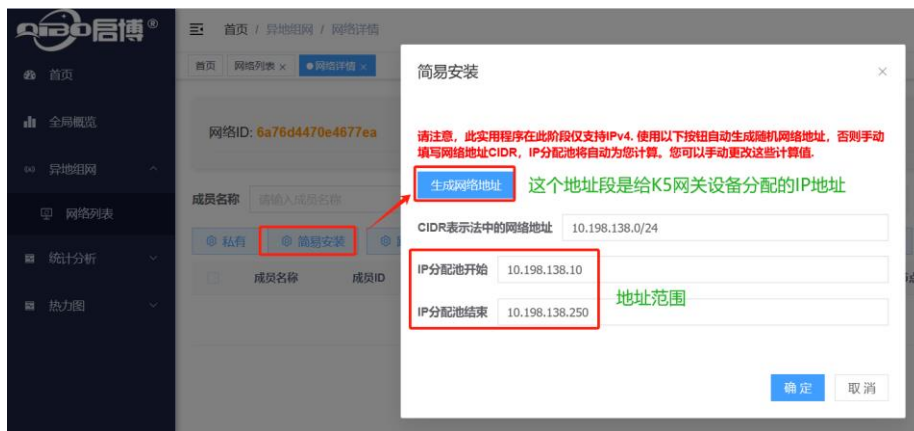 QiBO启博®
首页 / 异地组网 / 网络详情
首页
网络列表 ×
网络详情 ×
首页
全局概览
异地组网
网络列表
统计分析
热力图
网络ID: 6a76d4470e4677ea
成员名称 请输入成员名称
私有
简易安装
成员名称 成员ID
简易安装
×
请注意，此实用程序在此阶段仅支持IPv4. 使用以下按钮自动生成随机网络地址，否则手动
填写网络地址CIDR，IP分配池将自动为您计算。您可以手动更改这些计算值.
生成网络地址
这个地址段是给K5网关设备分配的IP地址
CIDR表示法中的网络地址 10.198.138.0/24
IP分配池开始 10.198.138.10
地址范围
IP分配池结束 10.198.138.250
确 定
取 消